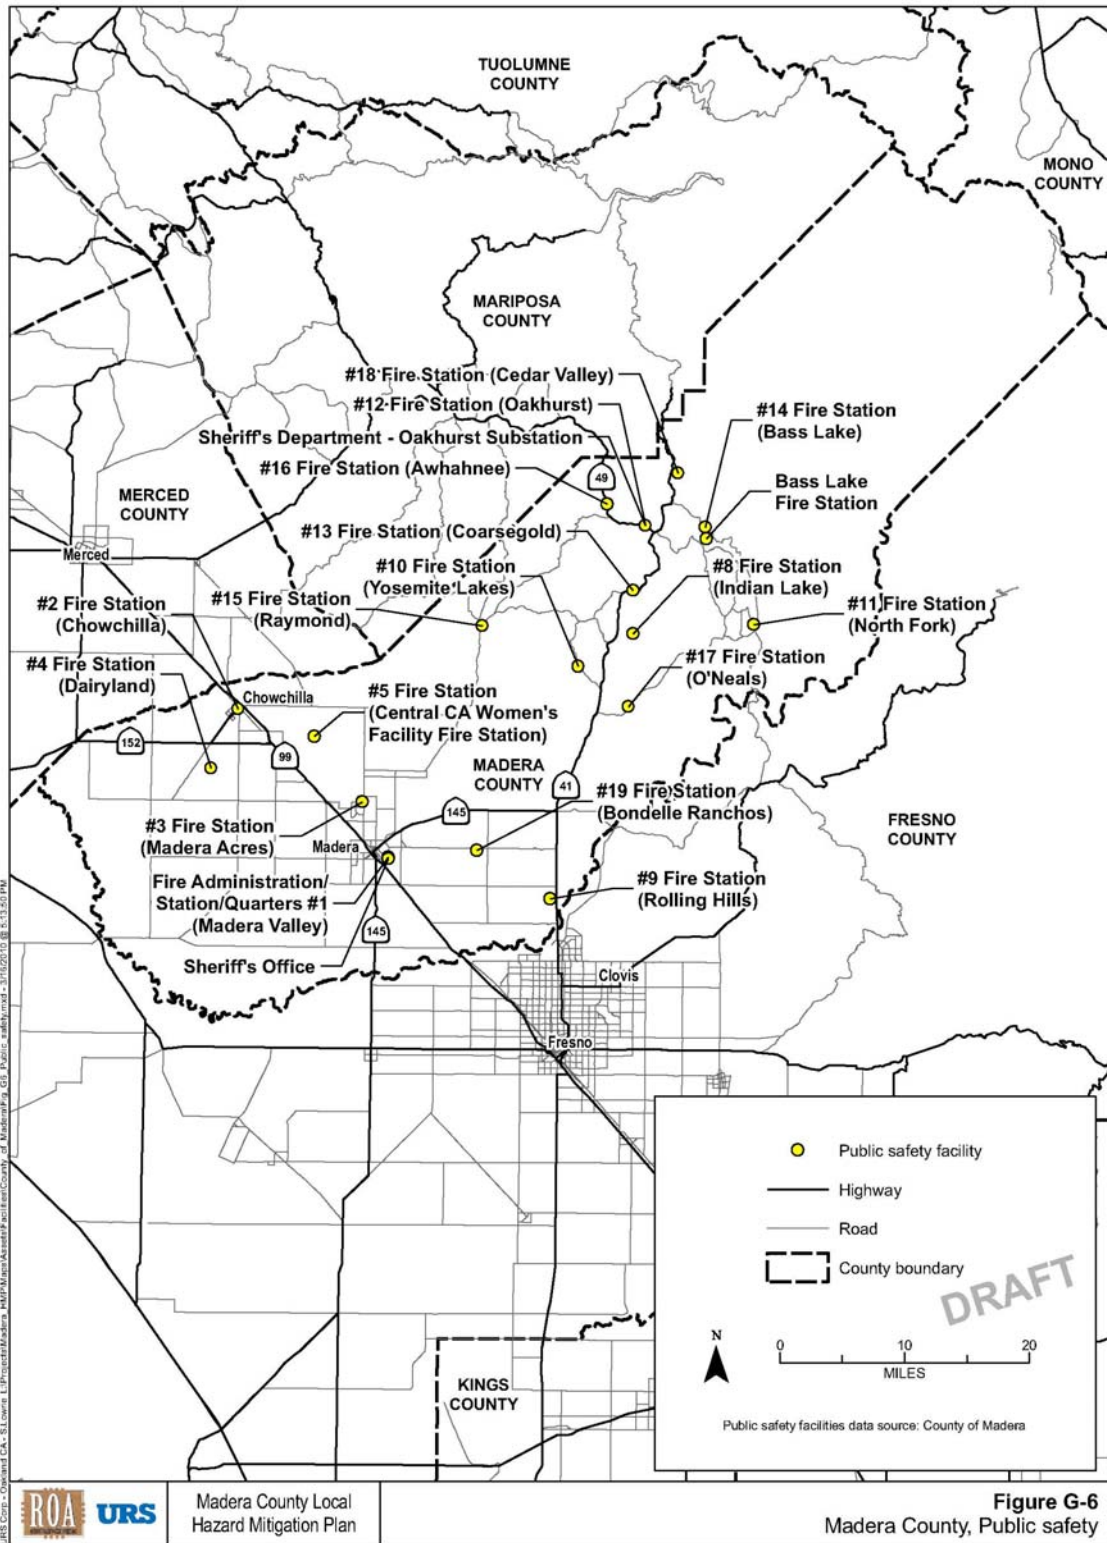 TUOLUMNE
COUNTY
MONO
COUNTY
MARIPOSA
COUNTY
#18 Fire Station (Cedar Valley)
#12 Fire Station (Oakhurst)
#14 Fire Station
(Bass Lake)
Sheriff's Department - Oakhurst Substation
#16 Fire Station (Awhahnee)
49
Bass Lake
Fire Station
MERCED
COUNTY
#13 Fire Station (Coarsegold)
Merced
#10 Fire Station
(Yosemite Lakes)
#8 Fire Station
(Indian Lake)
#2 Fire Station
(Chowchilla)
#15 Fire Station
(Raymond)
#11 Fire Station
(North Fork)
#4 Fire Station
(Dairyland)
#17 Fire Station
(O'Neals)
Chowchilla
#5 Fire Station
(Central CA Women's
Facility Fire Station)
152
99
MADERA
COUNTY
41
#19 Fire Station
(Bondelle Ranchos)
145
FRESNO
COUNTY
#3 Fire Station
(Madera Acres)
Madera
Fire Administration/
Station/Quarters #1
(Madera Valley)
#9 Fire Station
(Rolling Hills)
145
Sheriff's Office
Clovis
Fresno
Public safety facility
Highway
Road
County boundary
DRAFT
N
0 10 20
MILES
KINGS
COUNTY
Public safety facilities data source: County of Madera
ROA
URS
Madera County Local
Hazard Mitigation Plan
Figure G-6
Madera County, Public safety